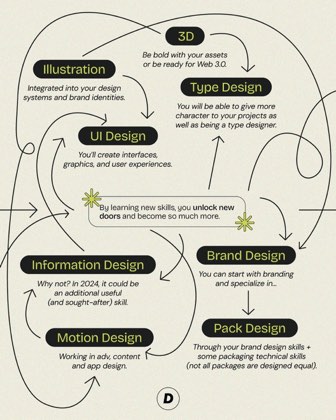 3D
Be bold with your assets
or be ready for Web 3.0.
Illustration
Integrated into your design
systems and brand identities.
Type Design
You will be able to give more
character to your projects as
well as being a type designer.
UI Design
You'll create interfaces,
graphics, and user experiences.
By learning new skills, you unlock new
doors and become so much more.
Brand Design
You can start with branding
and specialize in...
Information Design
Why not? In 2024, it could be
an additional useful
(and sought-after) skill.
Pack Design
Through your brand design skills +
some packaging technical skills
(not all packages are designed equal).
Motion Design
Working in adv, content
and app design.
D